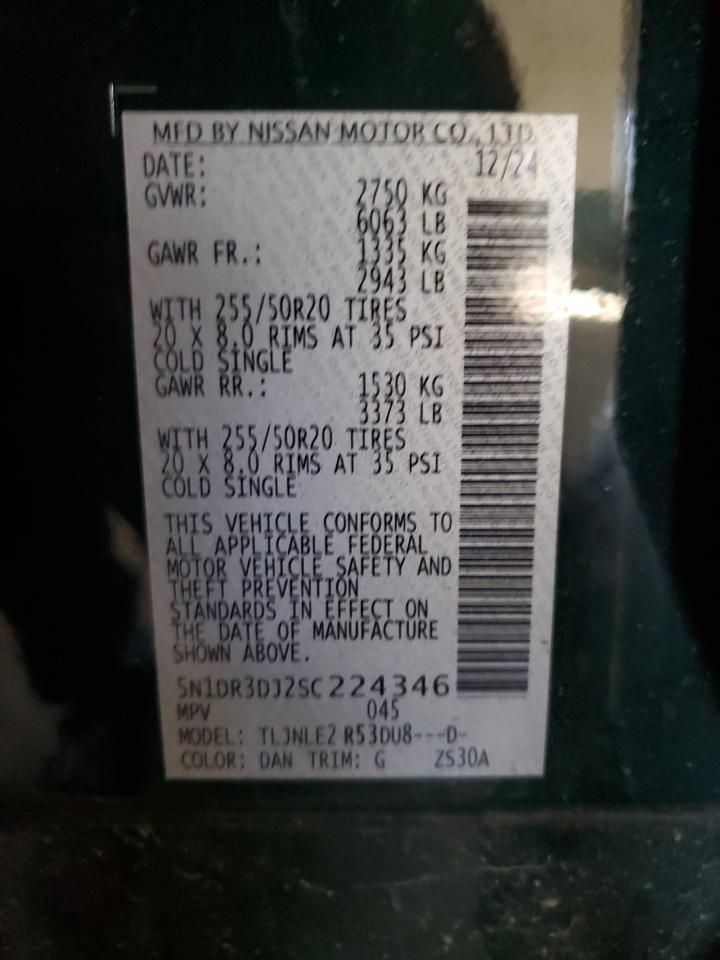 MFD BY NISSAN MOTOR CO., LTD.
DATE: 12/24
GVWR: 2750 KG
6063 LB
GAWR FR.: 1335 KG
2943 LB
WITH 255/50R20 TIRES
20 X 8.0 RIMS AT 35 PSI
COLD SINGLE
GAWR RR.: 1530 KG
3373 LB
WITH 255/50R20 TIRES
20 X 8.0 RIMS AT 35 PSI
COLD SINGLE
THIS VEHICLE CONFORMS TO
ALL APPLICABLE FEDERAL
MOTOR VEHICLE SAFETY AND
THEFT PREVENTION
STANDARDS IN EFFECT ON
THE DATE OF MANUFACTURE
SHOWN ABOVE.
5N1DR3DJ2SC224346
MPV 045
MODEL: TLJNLE2 R53DU8---D-
COLOR: DAN TRIM: G ZS30A